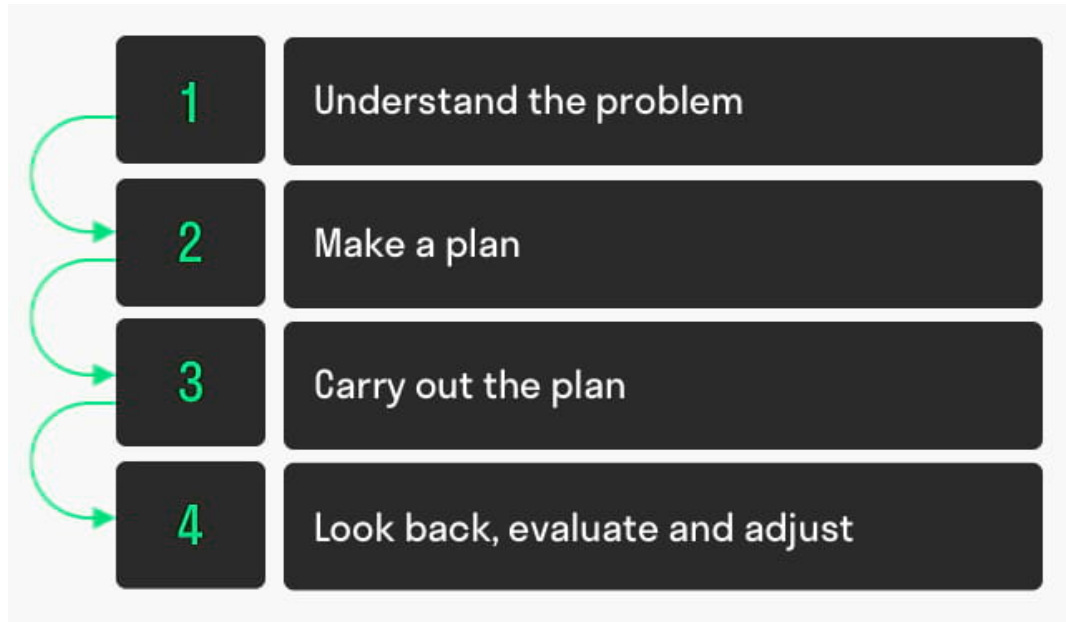 1
Understand the problem
2
Make a plan
3
Carry out the plan
4
Look back, evaluate and adjust